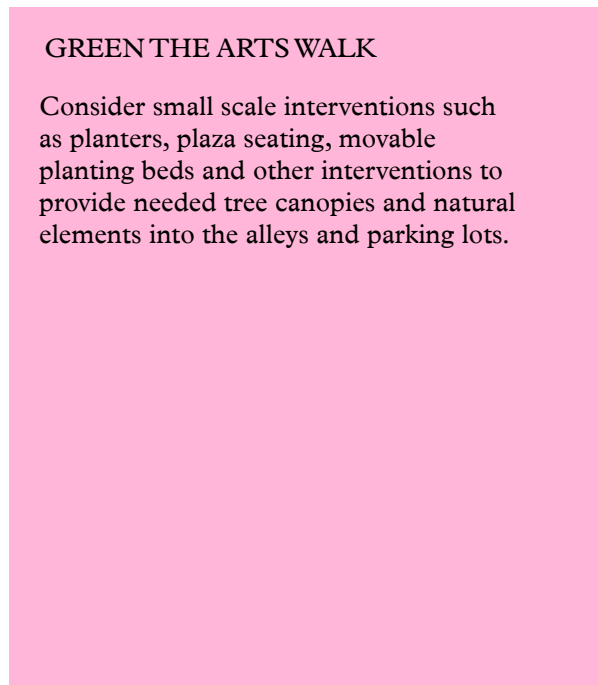 GREEN THE ARTS WALK
Consider small scale interventions such
as planters, plaza seating, movable
planting beds and other interventions to
provide needed tree canopies and natural
elements into the alleys and parking lots.